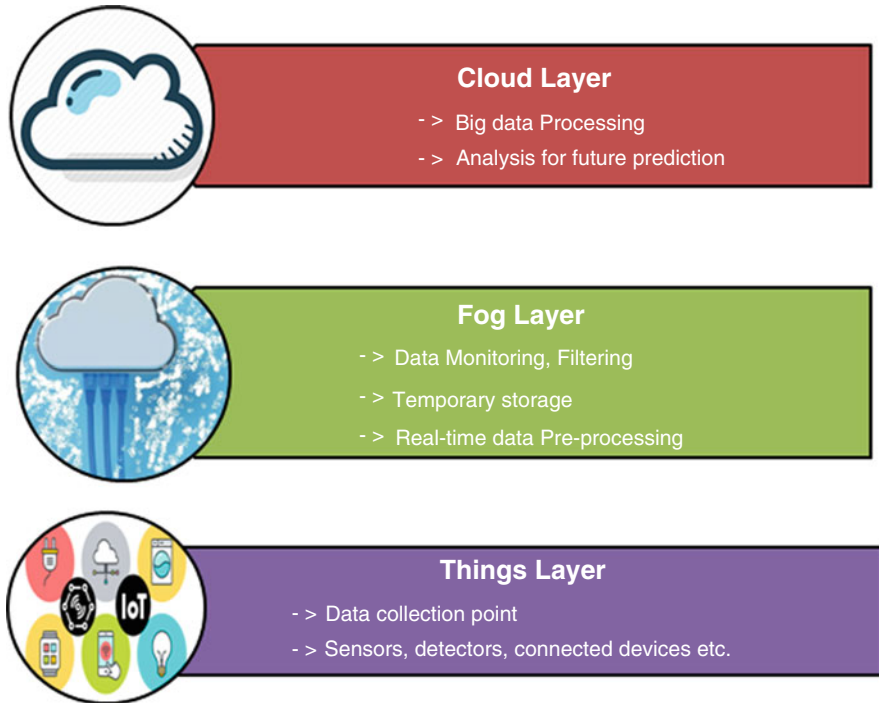 Cloud Layer
- > Big data Processing
- > Analysis for future prediction
Fog Layer
- > Data Monitoring, Filtering
- > Temporary storage
- > Real-time data Pre-processing
IoT
Things Layer
- > Data collection point
- > Sensors, detectors, connected devices etc.